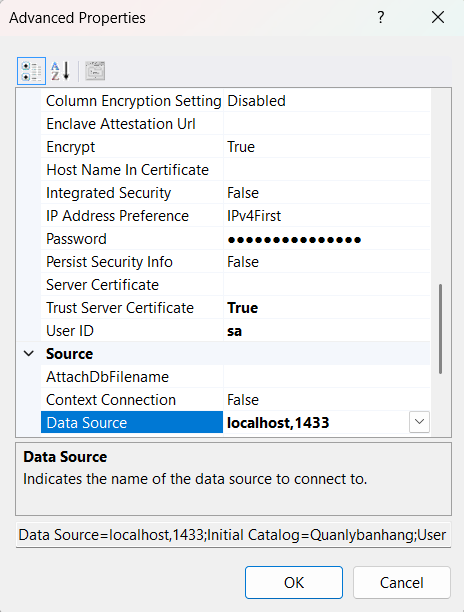 Advanced Properties
Column Encryption Setting Disabled
Enclave Attestation Url
Encrypt True
Host Name In Certificate
Integrated Security False
IP Address Preference IPv4First
Password ●●●●●●●●●●●●●●●
Persist Security Info False
Server Certificate
Trust Server Certificate True
User ID sa
Source
AttachDbFilename
Context Connection False
Data Source localhost,1433
Data Source
Indicates the name of the data source to connect to.
Data Source=localhost,1433;Initial Catalog=Quanlybanhang;User
OK Cancel